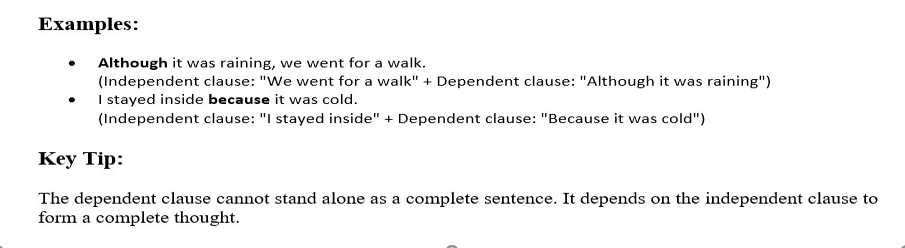 Examples:
• Although it was raining, we went for a walk.
(Independent clause: "We went for a walk" + Dependent clause: "Although it was raining")
• I stayed inside because it was cold.
(Independent clause: "I stayed inside" + Dependent clause: "Because it was cold")
Key Tip:
The dependent clause cannot stand alone as a complete sentence. It depends on the independent clause to
form a complete thought.